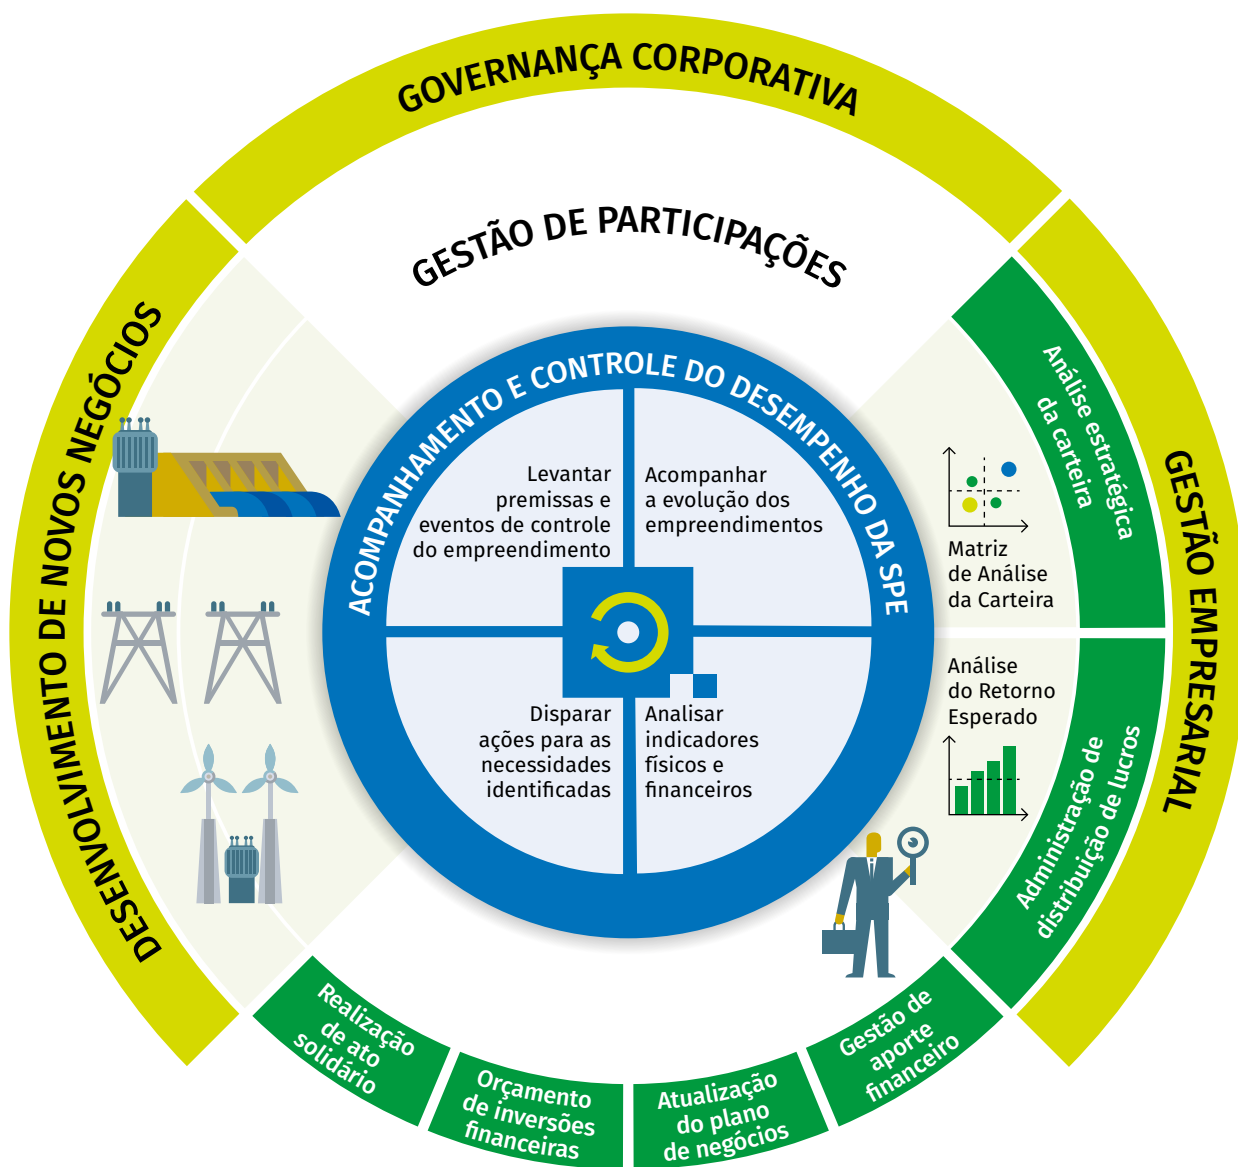 GOVERNANÇA CORPORATIVA
GESTÃO DE PARTICIPAÇÕES
DESENVOLVIMENTO DE NOVOS NEGÓCIOS
GESTÃO EMPRESARIAL
ACOMPANHAMENTO E CONTROLE DO DESEMPENHO DA SPE
Levantar
premissas e
eventos de controle
do empreendimento
Acompanhar
a evolução dos
empreendimentos
Disparar
ações para as
necessidades
identificadas
Analisar
indicadores
físicos e
financeiros
Análise estratégica
da carteira
Matriz
de Análise
da Carteira
Análise
do Retorno
Esperado
Administração de
distribuição de lucros
Realização
de ato
solidário
Orçamento
de inversões
financeiras
Atualização
do plano
de negócios
Gestão de
aporte
financeiro